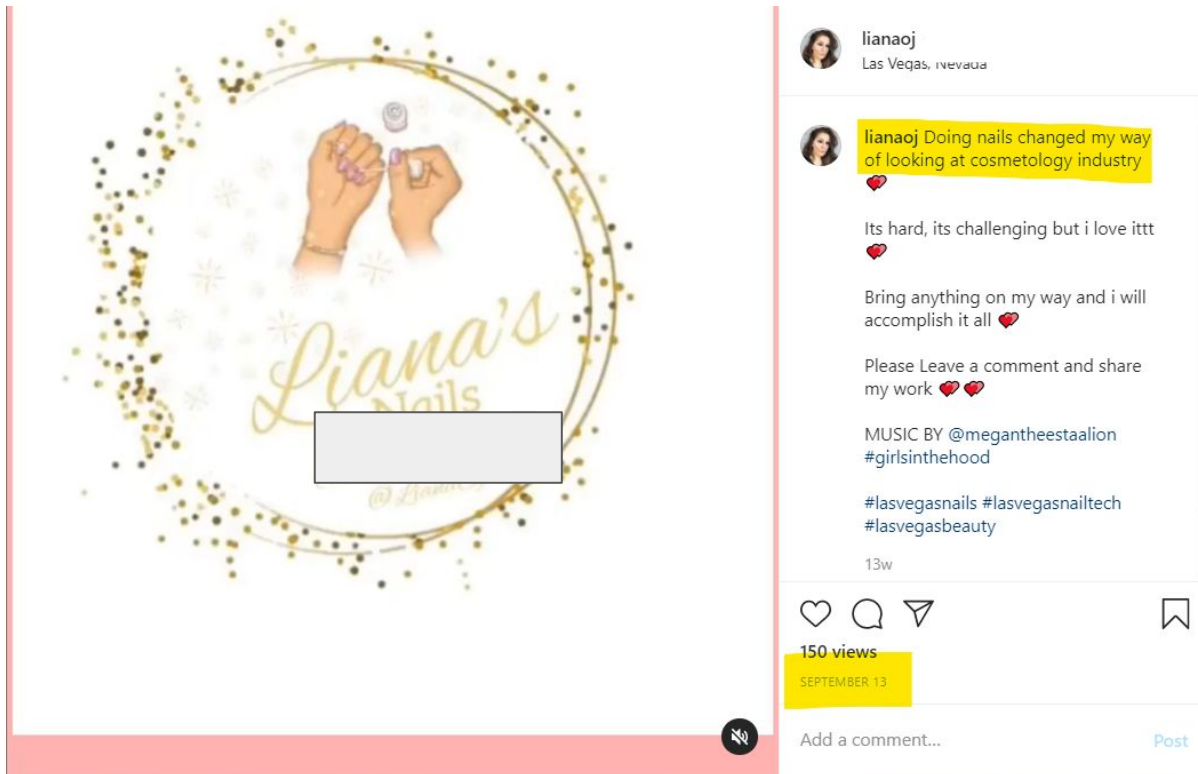 lianaoj
Las Vegas, Nevada
lianaoj Doing nails changed my way
of looking at cosmetology industry
Its hard, its challenging but i love ittt
Bring anything on my way and i will
accomplish it all
Please Leave a comment and share
my work
MUSIC BY @megantheestaalion
#girlsinthehood
#lasvegasnails #lasvegasnailtech
#lasvegasbeauty
13w
150 views
SEPTEMBER 13
Add a comment... Post
Liana's
Nails